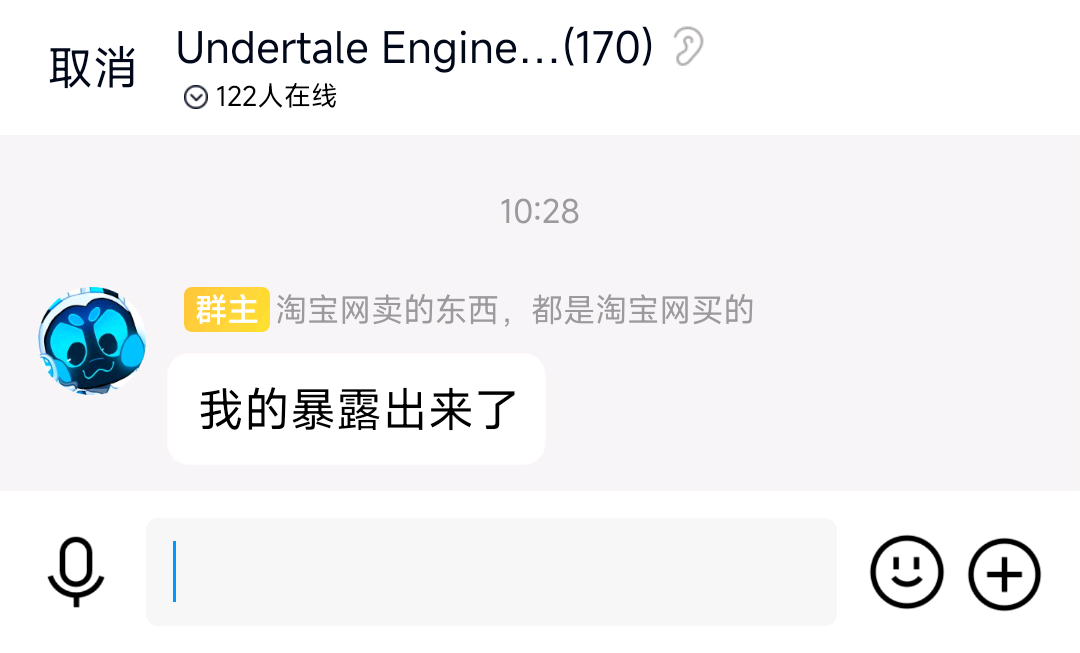 取消
Undertale Engine...(170)
122人在线
10:28
群主 淘宝网卖的东西，都是淘宝网买的
我的暴露出来了